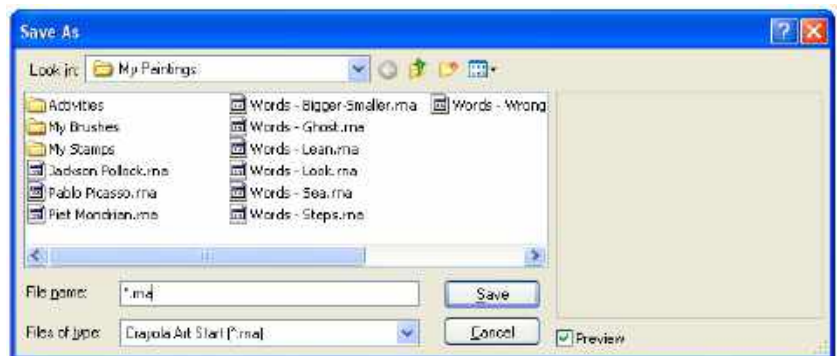 Save As
Look in: My Paintings
Activities
My Brushes
My Stamps
Jackson Pollock.rna
Pablo Picasso.rna
Piet Mondrian.rna
Words - Bigger-Smaller.rna
Words - Ghost.rna
Words - Lean.rna
Words - Look.rna
Words - Sea.rna
Words - Steps.rna
Words - Wrong
File name: *.rna
Save
Files of type: Crayola Art Start (*.rna)
Cancel
Preview